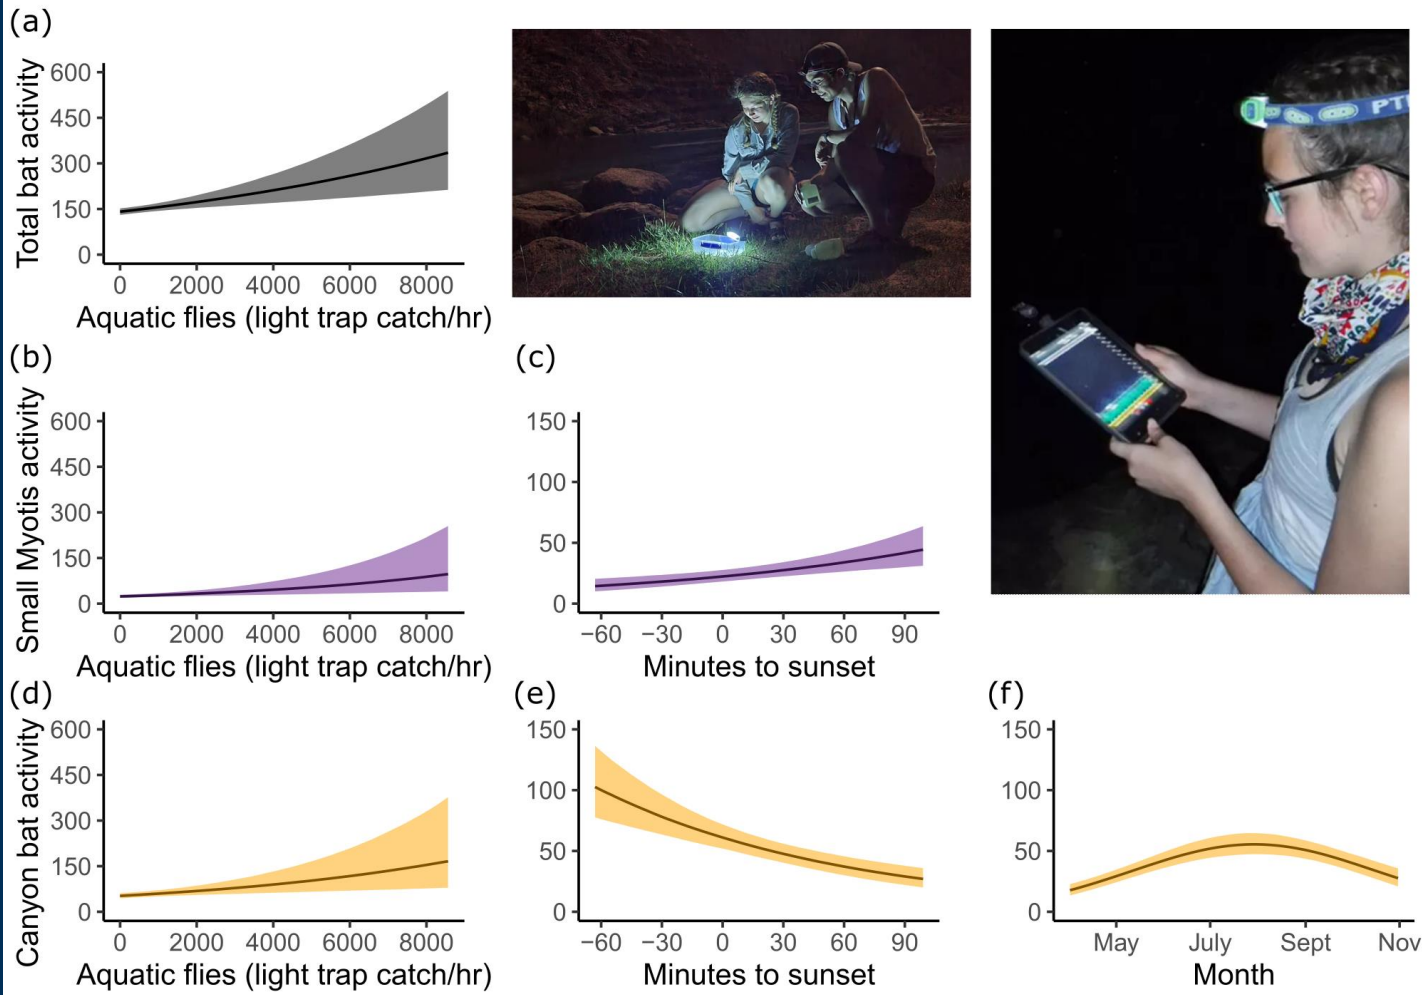 (a)
Total bat activity
600
450
300
150
0
0 2000 4000 6000 8000
Aquatic flies (light trap catch/hr)
PT
(b)
Small Myotis activity
600
450
300
150
0
0 2000 4000 6000 8000
Aquatic flies (light trap catch/hr)
(c)
150
100
50
0
−60 −30 0 30 60 90
Minutes to sunset
(d)
Canyon bat activity
600
450
300
150
0
0 2000 4000 6000 8000
Aquatic flies (light trap catch/hr)
(e)
150
100
50
0
−60 −30 0 30 60 90
Minutes to sunset
(f)
150
100
50
0
May July Sept Nov
Month